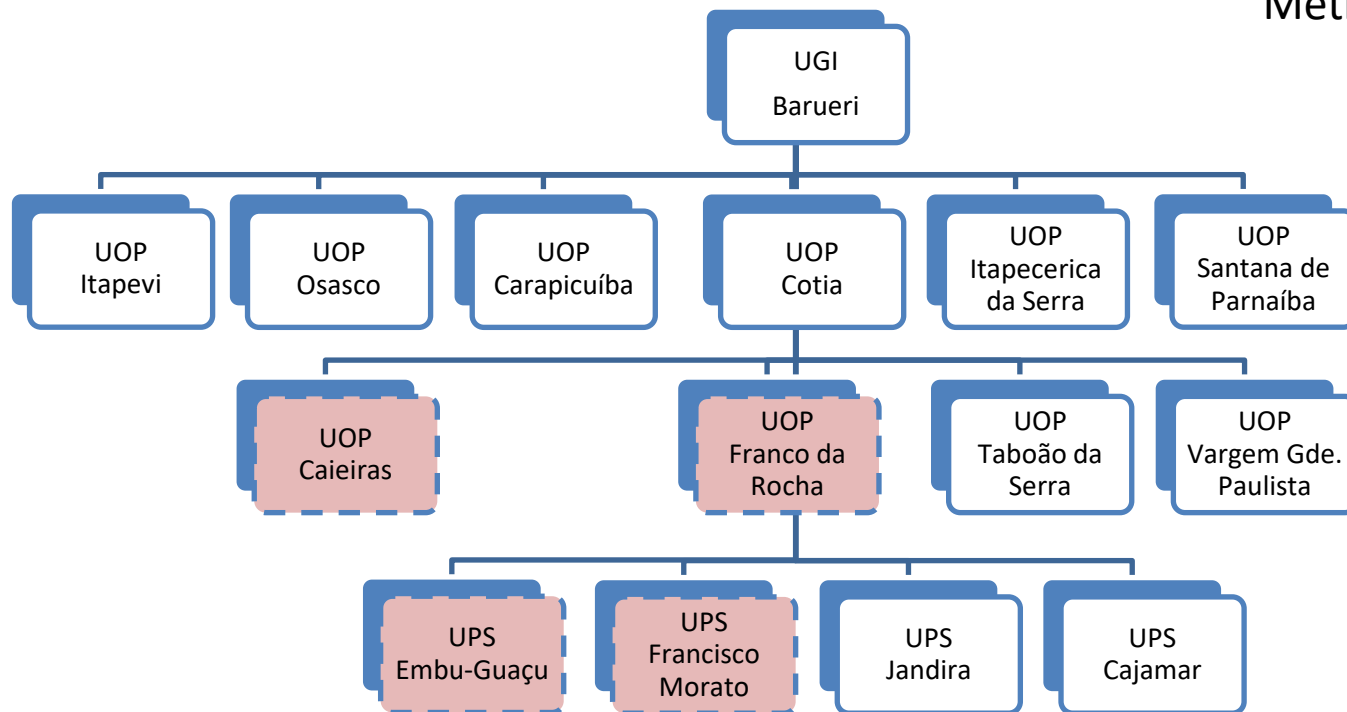 UGI
Barueri
UOP
Itapevi
UOP
Osasco
UOP
Carapicuíba
UOP
Cotia
UOP
Itapecerica
da Serra
UOP
Santana de
Parnaíba
UOP
Caieiras
UOP
Franco da
Rocha
UOP
Taboão da
Serra
UOP
Vargem Gde.
Paulista
UPS
Embu-Guaçu
UPS
Francisco
Morato
UPS
Jandira
UPS
Cajamar